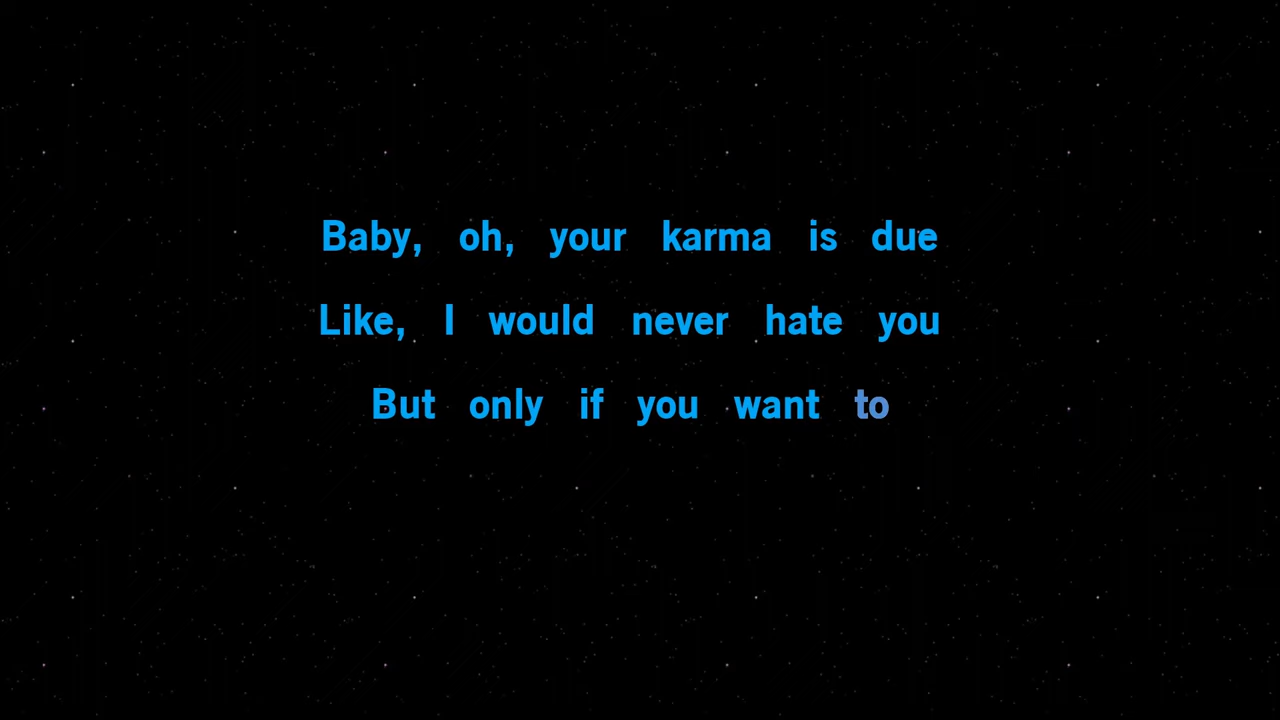 Baby, oh, your karma is due
Like, I would never hate you
But only if you want to